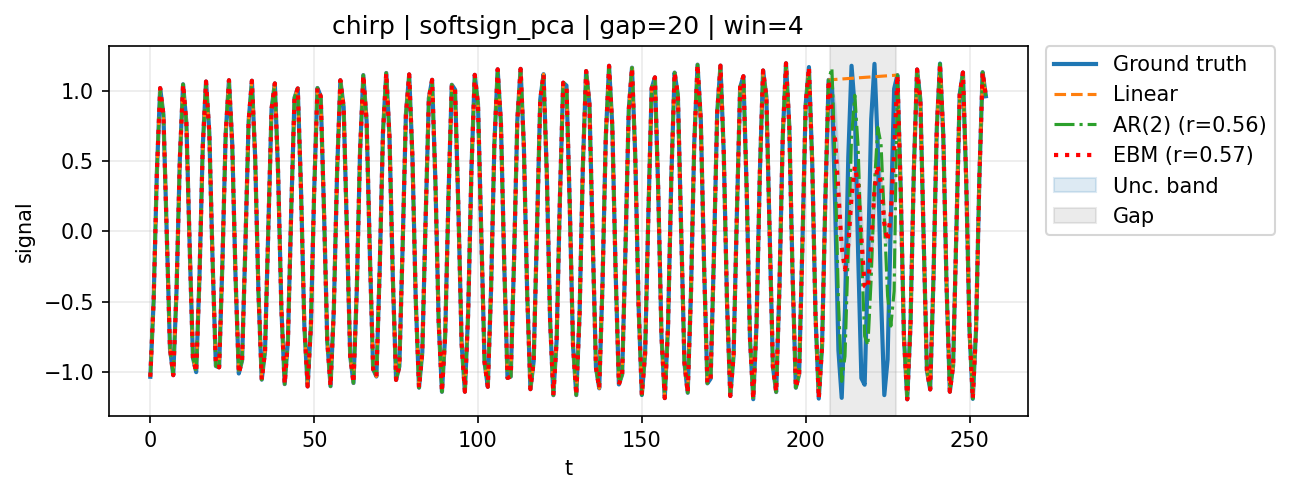 chirp | softsign_pca | gap=20 | win=4
signal
1.0
0.5
0.0
−0.5
−1.0
0
50
100
150
200
250
t
Ground truth
Linear
AR(2) (r=0.56)
EBM (r=0.57)
Unc. band
Gap